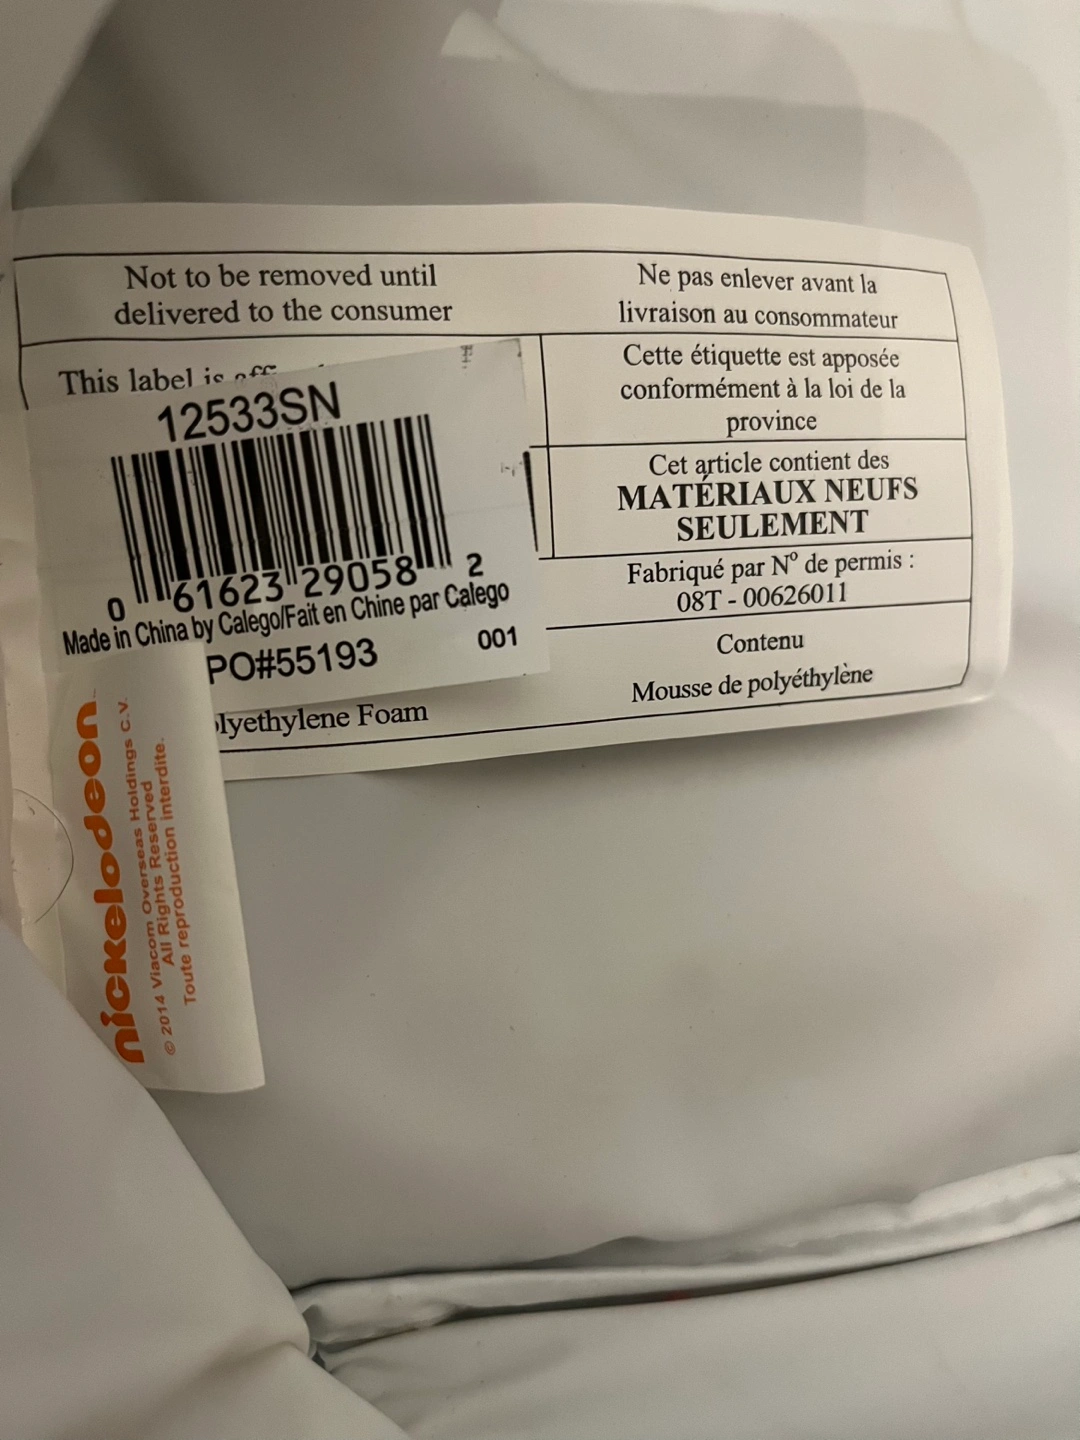 Not to be removed until
delivered to the consumer
Ne pas enlever avant la
livraison au consommateur
This label is
Cette étiquette est apposée
conformément à la loi de la
province
Cet article contient des
MATÉRIAUX NEUFS
SEULEMENT
Fabriqué par Nº de permis :
08T - 00626011
Contenu
Mousse de polyéthylène
12533SN
0 61623 29058 2
Made in China by Calego/Fait en Chine par Calego
PO#55193 001
lyethylene Foam
nickelodeon
© 2014 Viacom Overseas Holdings C.V.
All Rights Reserved
Toute reproduction interdite.